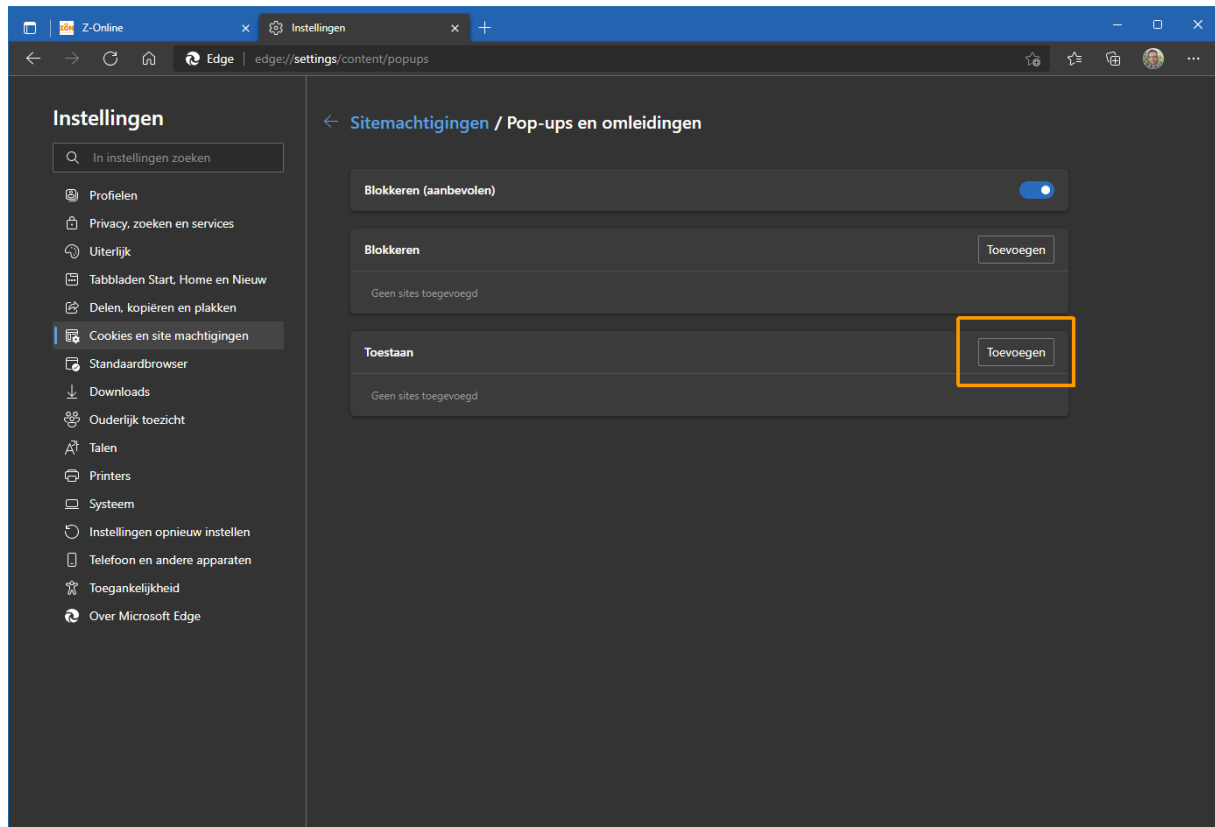 zön Z-Online
Instellingen
Edge edge://settings/content/popups
Instellingen
In instellingen zoeken
Profielen
Privacy, zoeken en services
Uiterlijk
Tabbladen Start, Home en Nieuw
Delen, kopiëren en plakken
Cookies en site machtigingen
Standaardbrowser
Downloads
Ouderlijk toezicht
Talen
Printers
Systeem
Instellingen opnieuw instellen
Telefoon en andere apparaten
Toegankelijkheid
Over Microsoft Edge
Sitemachtigingen / Pop-ups en omleidingen
Blokkeren (aanbevolen)
Blokkeren Toevoegen
Geen sites toegevoegd
Toestaan Toevoegen
Geen sites toegevoegd